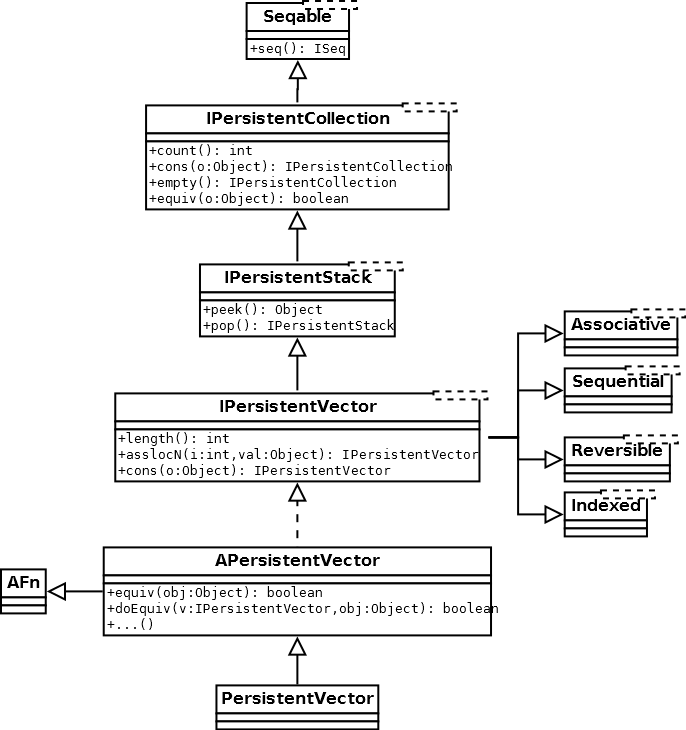 Seqable
+seq(): ISeq
IPersistentCollection
+count(): int
+cons(o:Object): IPersistentCollection
+empty(): IPersistentCollection
+equiv(o:Object): boolean
IPersistentStack
+peek(): Object
+pop(): IPersistentStack
IPersistentVector
+length(): int
+asslocN(i:int,val:Object): IPersistentVector
+cons(o:Object): IPersistentVector
Associative
Sequential
Reversible
Indexed
APersistentVector
+equiv(obj:Object): boolean
+doEquiv(v:IPersistentVector,obj:Object): boolean
+...()
AFn
PersistentVector